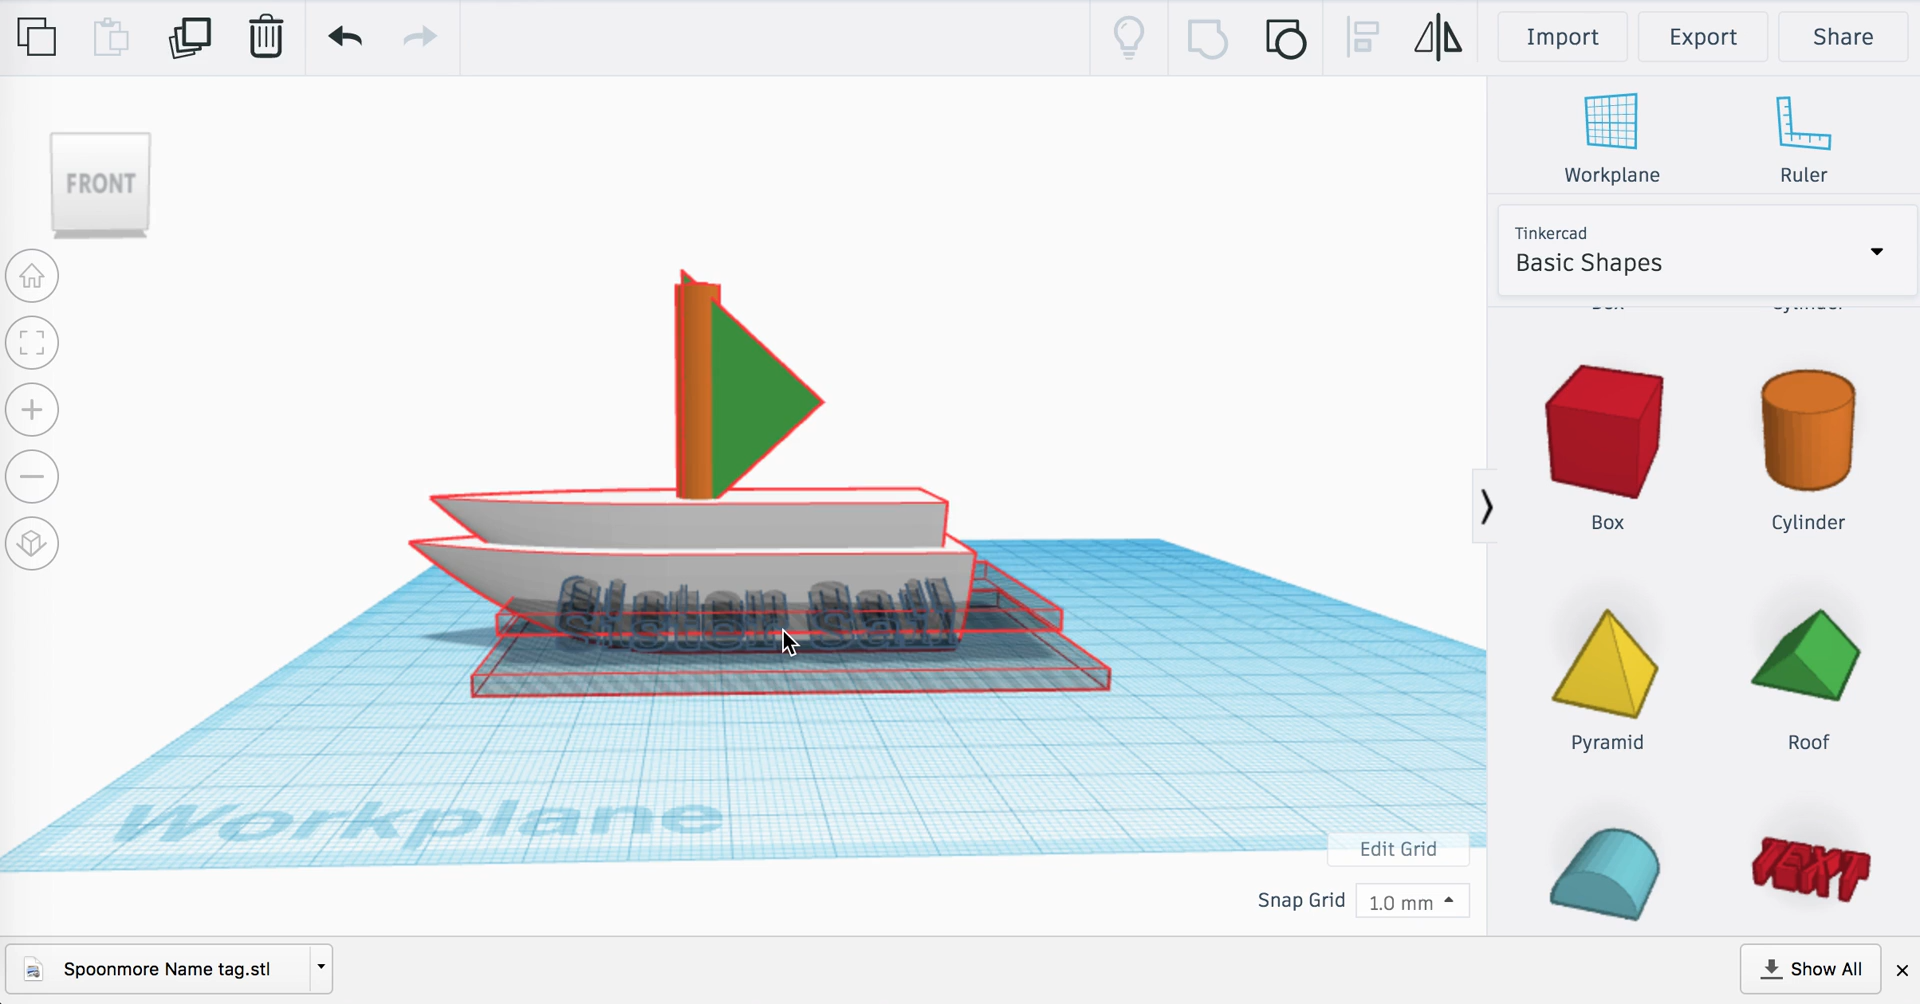 Import
Export
Share
FRONT
Workplane
Ruler
Tinkercad
Basic Shapes
Box
Cylinder
Pyramid
Roof
TEXT
Workplane
Edit Grid
Snap Grid
1.0 mm
Spoonmore Name tag.stl
Show All